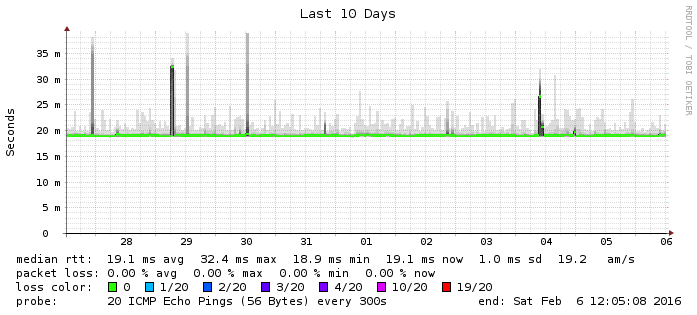 Last 10 Days
RRDTOOL / TOBI OETIKER
Seconds
35 m
30 m
25 m
20 m
15 m
10 m
5 m
0
28 29 30 31 01 02 03 04 05 06
median rtt: 19.1 ms avg 32.4 ms max 18.9 ms min 19.1 ms now 1.0 ms sd 19.2 am/s
packet loss: 0.00 % avg 0.00 % max 0.00 % min 0.00 % now
loss color: 0 1/20 2/20 3/20 4/20 10/20 19/20
probe: 20 ICMP Echo Pings (56 Bytes) every 300s end: Sat Feb 6 12:05:08 2016